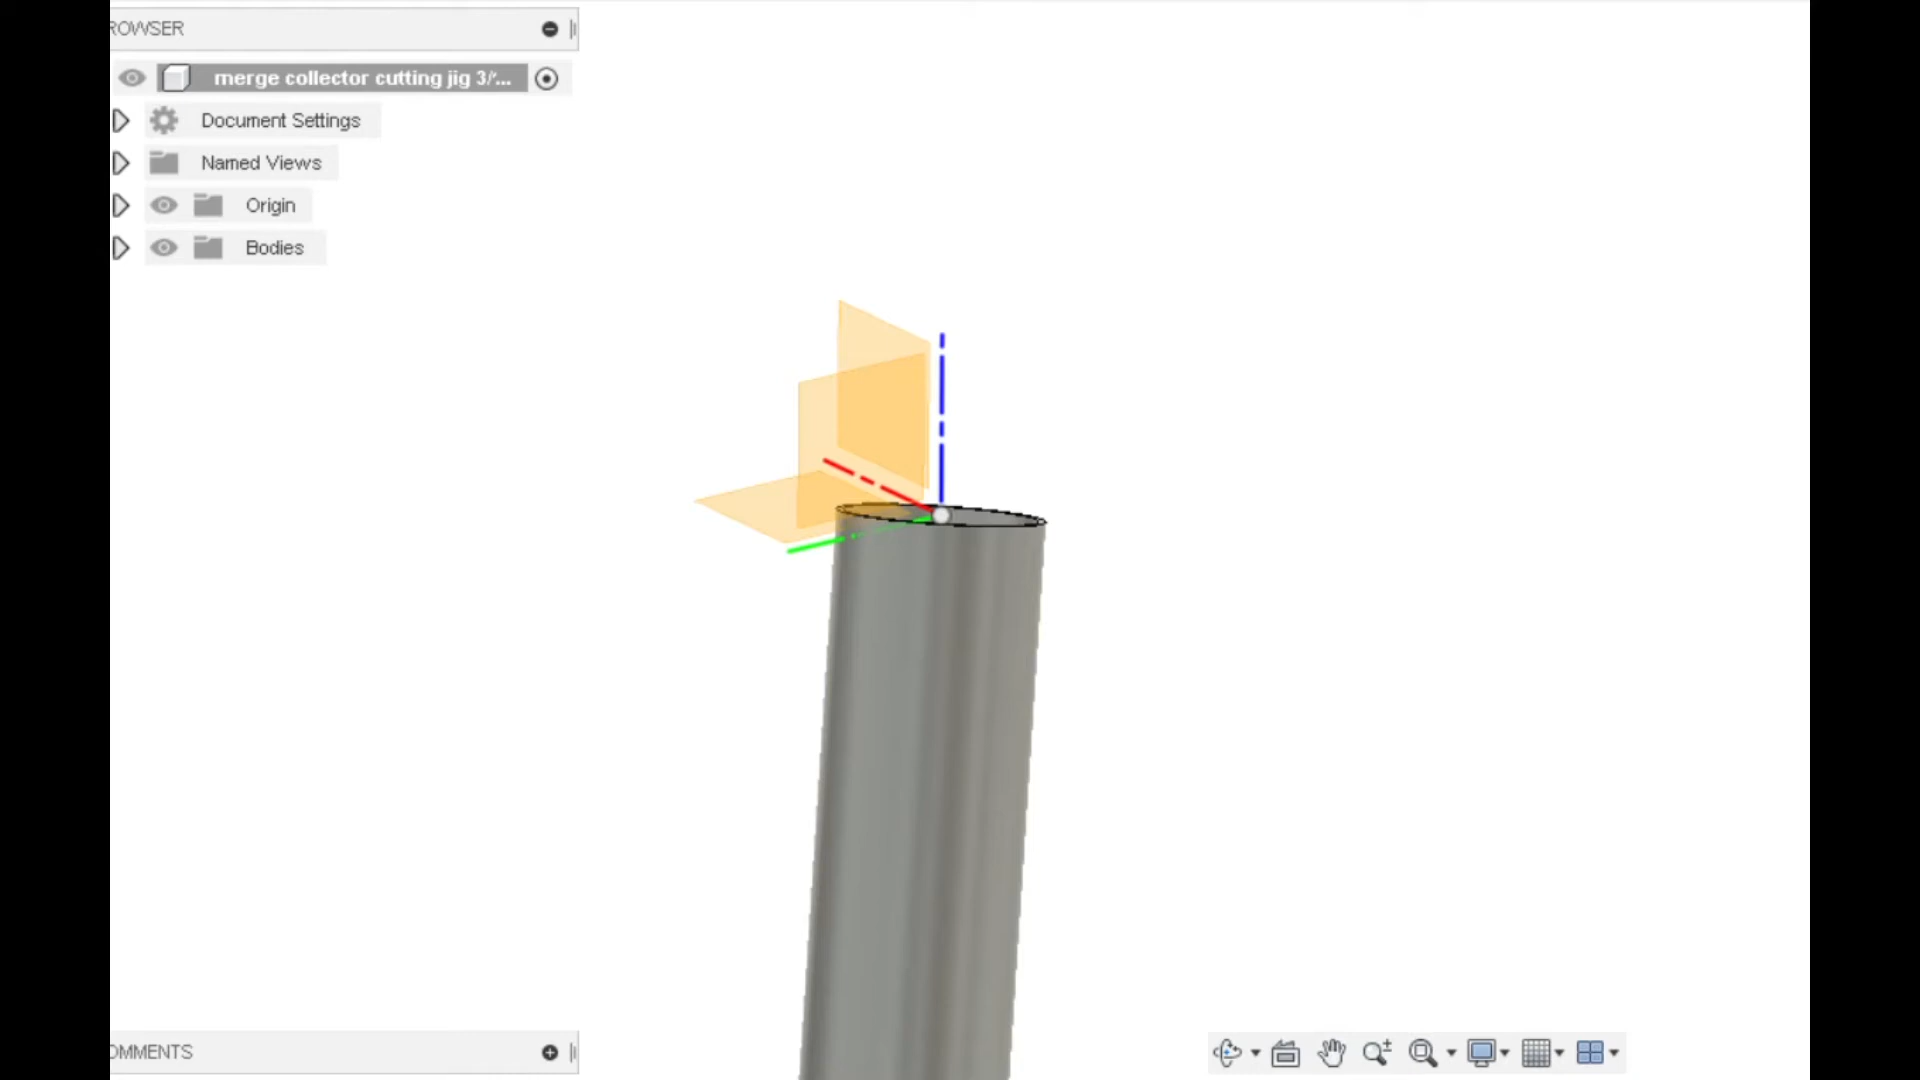 ROWSER
merge collector cutting jig 3/...
Document Settings
Named Views
Origin
Bodies
OMMENTS